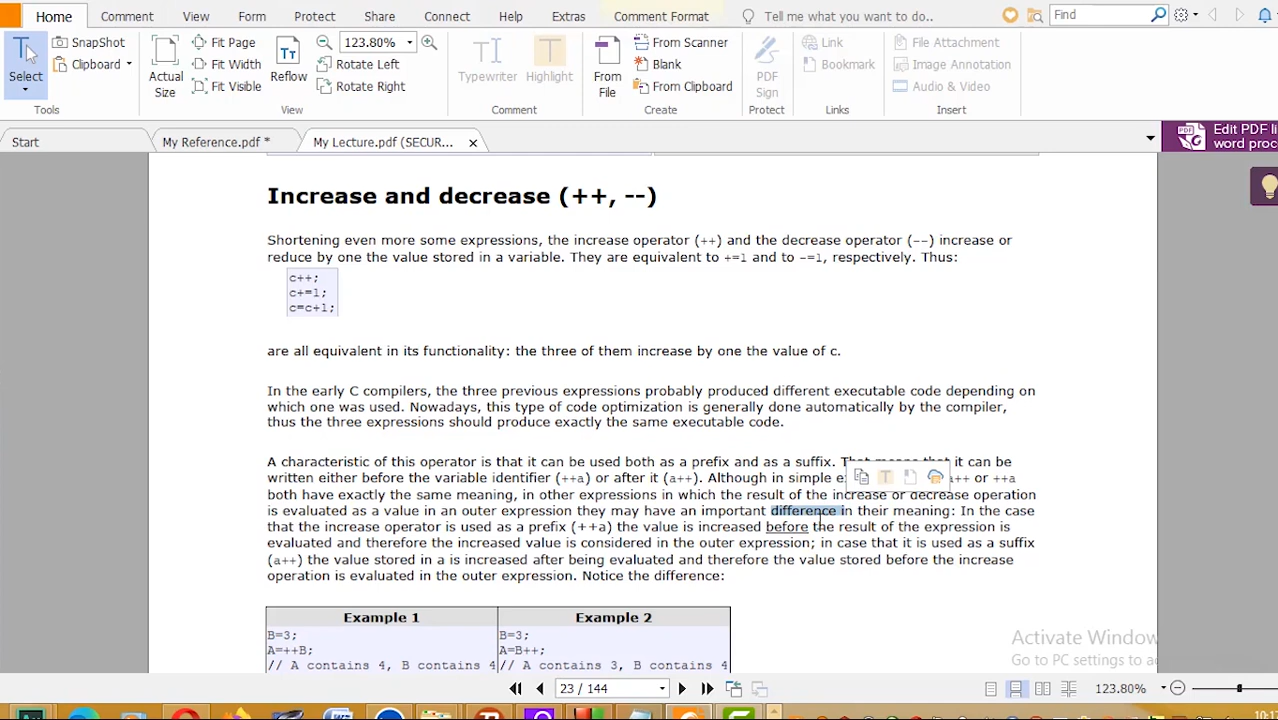 Home Comment View Form Protect Share Connect Help Extras Comment Format Tell me what you want to do.. Find
Select
Tools
SnapShot
Clipboard
Actual Size
Fit Page
Fit Width
Fit Visible
Reflow
123.80%
Rotate Left
Rotate Right
View
Typewriter
Highlight
Comment
From File
From Scanner
Blank
From Clipboard
Create
PDF Sign
Protect
Link
Bookmark
Links
File Attachment
Image Annotation
Audio & Video
Insert
Start My Reference.pdf * My Lecture.pdf (SECUR... Edit PDF li
word proc
Increase and decrease (++, --)
Shortening even more some expressions, the increase operator (++) and the decrease operator (--) increase or
reduce by one the value stored in a variable. They are equivalent to +=1 and to -=1, respectively. Thus:
c++;
c+=1;
c=c+1;
are all equivalent in its functionality: the three of them increase by one the value of c.
In the early C compilers, the three previous expressions probably produced different executable code depending on
which one was used. Nowadays, this type of code optimization is generally done automatically by the compiler,
thus the three expressions should produce exactly the same executable code.
A characteristic of this operator is that it can be used both as a prefix and as a suffix. That means that it can be
written either before the variable identifier (++a) or after it (a++). Although in simple e a++ or ++a
both have exactly the same meaning, in other expressions in which the result of the increase or decrease operation
is evaluated as a value in an outer expression they may have an important difference in their meaning: In the case
that the increase operator is used as a prefix (++a) the value is increased before the result of the expression is
evaluated and therefore the increased value is considered in the outer expression; in case that it is used as a suffix
(a++) the value stored in a is increased after being evaluated and therefore the value stored before the increase
operation is evaluated in the outer expression. Notice the difference:
Example 1 Example 2
B=3; B=3;
A=++B; A=B++;
// A contains 4, B contains 4 // A contains 3, B contains 4
Activate Window
Go to PC settings to a
23 / 144 123.80%